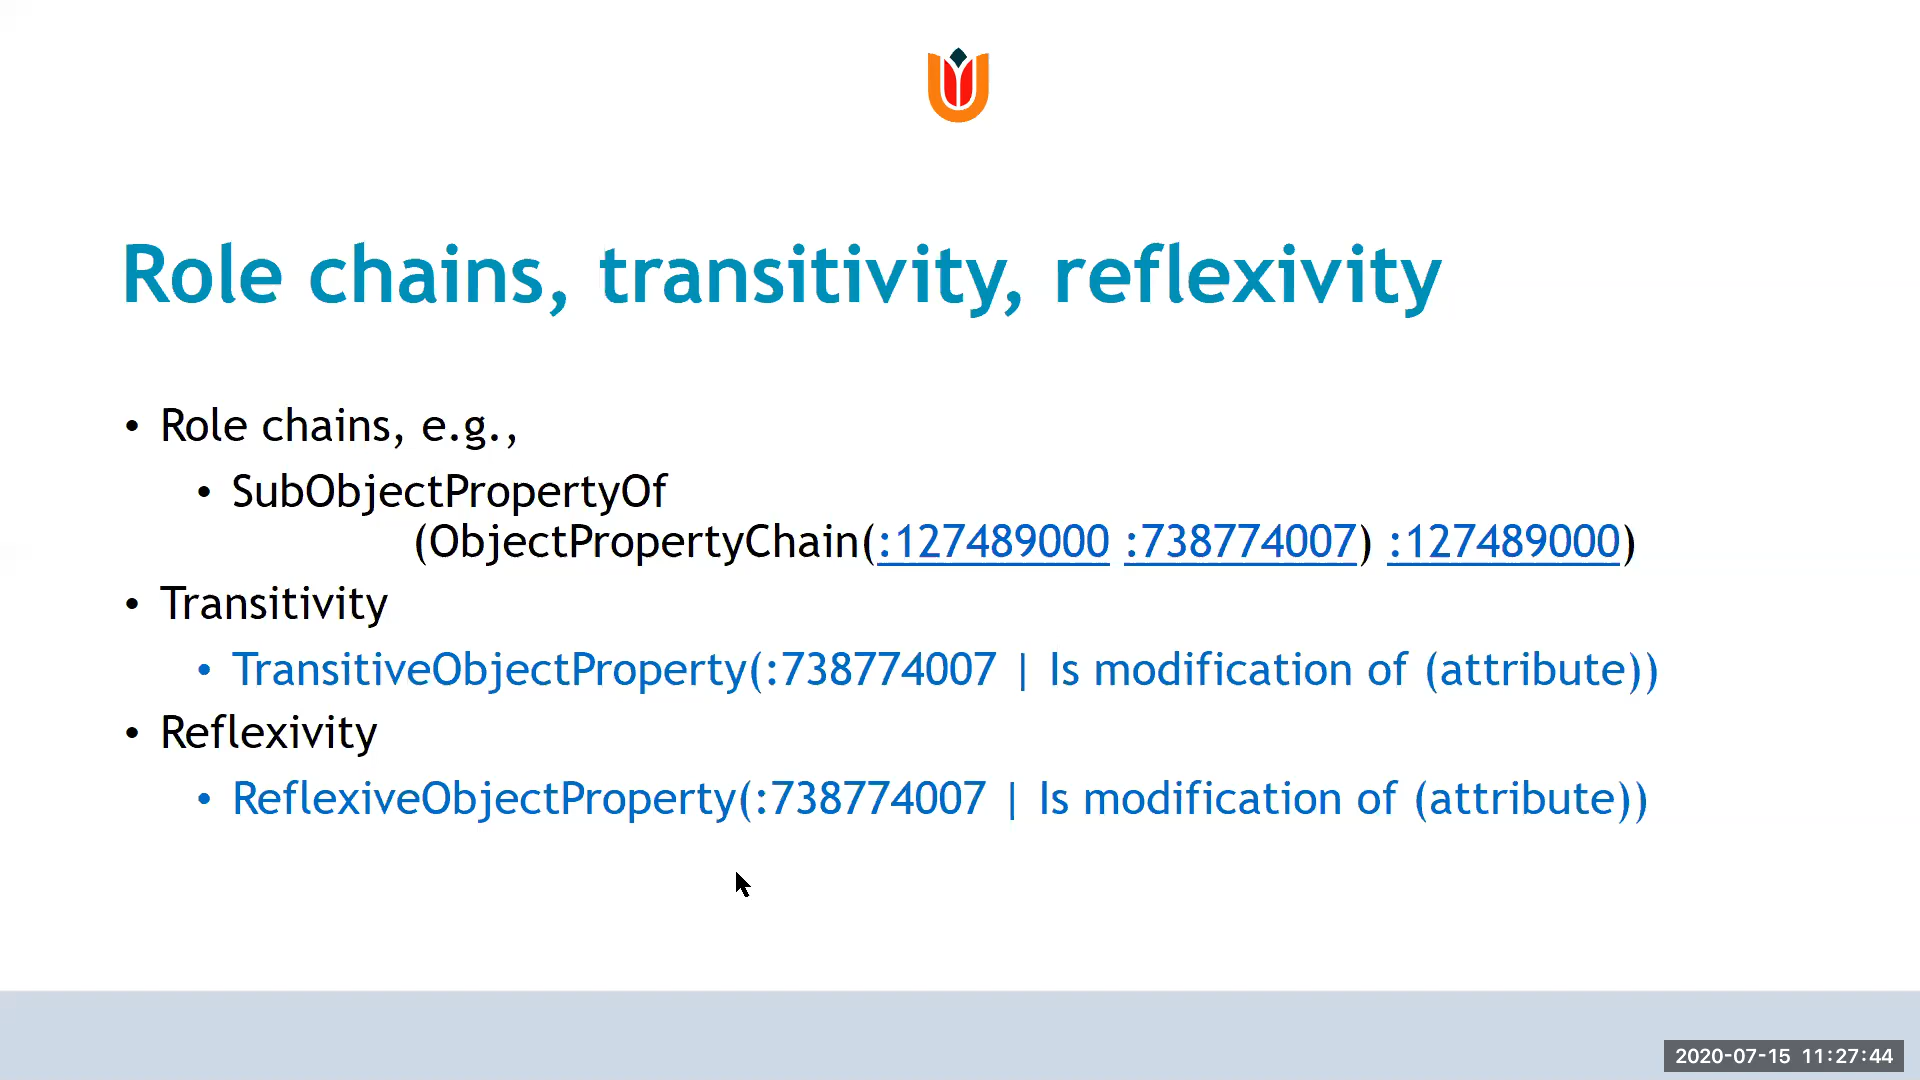 Role chains, transitivity, reflexivity
• Role chains, e.g.,
• SubObjectPropertyOf
(ObjectPropertyChain(:127489000 :738774007) :127489000)
• Transitivity
• TransitiveObjectProperty(:738774007 | Is modification of (attribute))
• Reflexivity
• ReflexiveObjectProperty(:738774007 | Is modification of (attribute))
2020-07-15 11:27:44